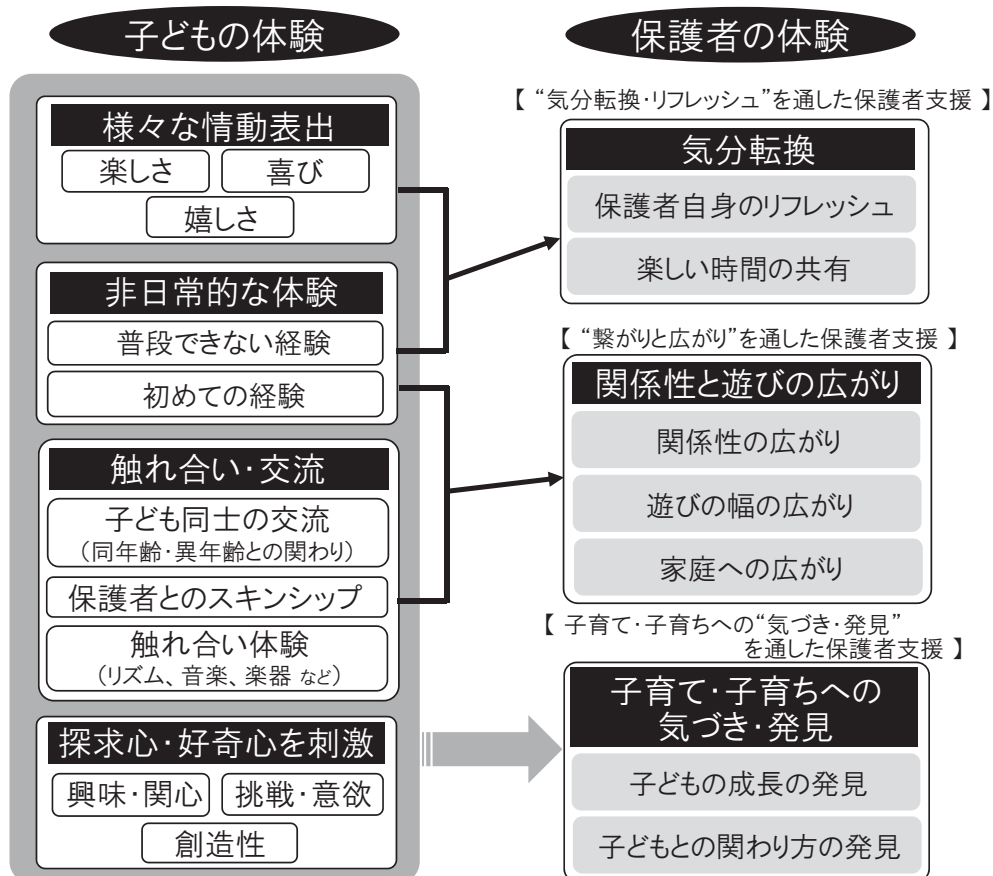 子どもの体験
様々な情動表出
楽しさ
喜び
嬉しさ
非日常的な体験
普段できない経験
初めての経験
触れ合い・交流
子ども同士の交流
（同年齢・異年齢との関わり）
保護者とのスキンシップ
触れ合い体験
（リズム、音楽、楽器 など）
探求心・好奇心を刺激
興味・関心
挑戦・意欲
創造性
保護者の体験
【 “気分転換・リフレッシュ”を通した保護者支援 】
気分転換
保護者自身のリフレッシュ
楽しい時間の共有
【 “繋がりと広がり”を通した保護者支援 】
関係性と遊びの広がり
関係性の広がり
遊びの幅の広がり
家庭への広がり
【 子育て・子育ちへの“気づき・発見”
を通した保護者支援 】
子育て・子育ちへの
気づき・発見
子どもの成長の発見
子どもとの関わり方の発見